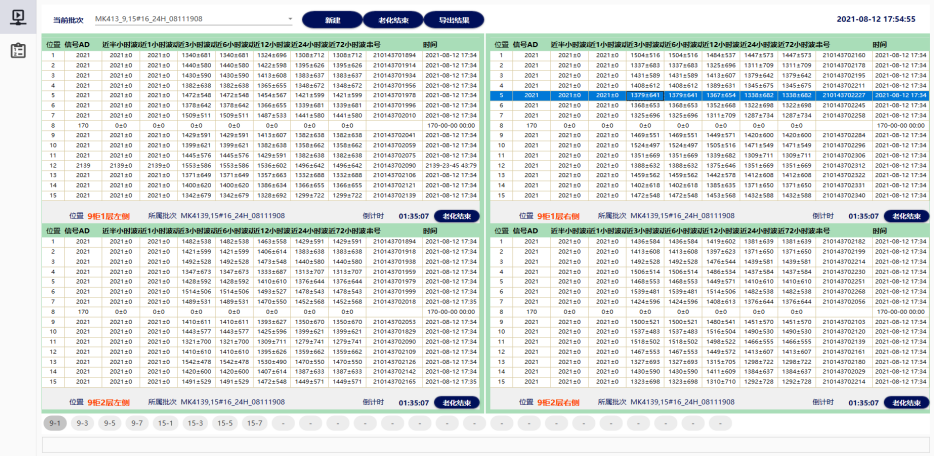 当前批次 MK413_9,15#16_24H_08111908 新建 老化结束 导出结果 2021-08-12 17:54:55
位置 信号AD 近半小时波动 近1小时波动 近3小时波动 近6小时波动 近12小时波动 近24小时波动 近72小时波 串号 时间
1 2021 2021±0 2021±0 1340±681 1340±681 1324±696 1308±712 1308±712 210143701894 2021-08-12 17:34
2 2021 2021±0 2021±0 1440±580 1440±580 1422±598 1395±626 1395±626 210143701914 2021-08-12 17:34
3 2021 2021±0 2021±0 1430±590 1430±590 1413±608 1383±637 1383±637 210143701934 2021-08-12 17:34
4 2021 2021±0 2021±0 1382±638 1382±638 1365±655 1348±672 1348±672 210143701956 2021-08-12 17:34
5 2021 2021±0 2021±0 1472±548 1472±548 1454±567 1421±599 1421±599 210143701978 2021-08-12 17:34
6 2021 2021±0 2021±0 1378±642 1378±642 1366±655 1339±681 1339±681 210143701996 2021-08-12 17:34
7 2021 2021±0 2021±0 1509±511 1509±511 1487±533 1441±580 1441±580 210143702010 2021-08-12 17:34
8 170 0±0 0±0 0±0 0±0 0±0 0±0 0±0 170-00-00 00:00
9 2021 2021±0 2021±0 1429±591 1429±591 1413±607 1382±638 1382±638 210143702041 2021-08-12 17:34
10 2021 2021±0 2021±0 1399±621 1399±621 1382±638 1358±662 1358±662 210143702059 2021-08-12 17:34
11 2021 2021±0 2021±0 1445±576 1445±576 1429±591 1382±638 1382±638 210143702075 2021-08-12 17:34
12 2139 2139±0 2139±0 1553±586 1553±586 1536±602 1496±642 1496±642 210143702090 2139-23-45 43:79
13 2021 2021±0 2021±0 1371±649 1371±649 1357±663 1332±688 1332±688 210143702106 2021-08-12 17:34
14 2021 2021±0 2021±0 1400±620 1400±620 1386±634 1366±655 1366±655 210143702121 2021-08-12 17:34
15 2021 2021±0 2021±0 1342±679 1342±679 1328±692 1299±722 1299±722 210143702139 2021-08-12 17:34
位置 9柜1层左侧 所属批次 MK4139,15#16_24H_08111908 倒计时 01:35:07 老化结束
位置 信号AD 近半小时波动 近1小时波动 近3小时波动 近6小时波动 近12小时波动 近24小时波动 近72小时波 串号 时间
1 2021 2021±0 2021±0 1504±516 1504±516 1484±537 1447±573 1447±573 210143702160 2021-08-12 17:34
2 2021 2021±0 2021±0 1337±683 1337±683 1325±696 1311±709 1311±709 210143702178 2021-08-12 17:34
3 2021 2021±0 2021±0 1431±589 1431±589 1413±607 1379±642 1379±642 210143702195 2021-08-12 17:34
4 2021 2021±0 2021±0 1408±612 1408±612 1389±631 1345±675 1345±675 210143702211 2021-08-12 17:34
5 2021 2021±0 2021±0 1379±641 1379±641 1367±654 1338±682 1338±682 210143702227 2021-08-12 17:34
6 2021 2021±0 2021±0 1368±653 1368±653 1352±668 1322±698 1322±698 210143702245 2021-08-12 17:34
7 2021 2021±0 2021±0 1325±696 1325±696 1311±709 1287±734 1287±734 210143702258 2021-08-12 17:34
8 170 0±0 0±0 0±0 0±0 0±0 0±0 0±0 170-00-00 00:00
9 2021 2021±0 2021±0 1469±551 1469±551 1449±571 1420±600 1420±600 210143702284 2021-08-12 17:34
10 2021 2021±0 2021±0 1524±497 1524±497 1505±516 1471±549 1471±549 210143702296 2021-08-12 17:34
11 2021 2021±0 2021±0 1351±669 1351±669 1339±682 1309±711 1309±711 210143702306 2021-08-12 17:34
12 2021 2021±0 2021±0 1388±632 1388±632 1375±646 1351±669 1351±669 210143702312 2021-08-12 17:34
13 2021 2021±0 2021±0 1459±562 1459±562 1442±578 1412±608 1412±608 210143702322 2021-08-12 17:34
14 2021 2021±0 2021±0 1402±618 1402±618 1385±635 1371±650 1371±650 210143702331 2021-08-12 17:34
15 2021 2021±0 2021±0 1472±548 1472±548 1453±568 1432±588 1432±588 210143702340 2021-08-12 17:34
位置 9柜1层右侧 所属批次 MK4139,15#16_24H_08111908 倒计时 01:35:07 老化结束
位置 信号AD 近半小时波动 近1小时波动 近3小时波动 近6小时波动 近12小时波动 近24小时波动 近72小时波 串号 时间
1 2021 2021±0 2021±0 1482±538 1482±538 1463±558 1429±591 1429±591 210143701894 2021-08-12 17:34
2 2021 2021±0 2021±0 1421±599 1421±599 1406±614 1383±638 1383±638 210143701918 2021-08-12 17:34
3 2021 2021±0 2021±0 1492±528 1492±528 1473±548 1440±580 1440±580 210143701938 2021-08-12 17:34
4 2021 2021±0 2021±0 1347±673 1347±673 1333±687 1313±707 1313±707 210143701959 2021-08-12 17:34
5 2021 2021±0 2021±0 1428±592 1428±592 1410±610 1376±644 1376±644 210143701979 2021-08-12 17:34
6 2021 2021±0 2021±0 1514±506 1514±506 1493±527 1478±543 1478±543 210143701999 2021-08-12 17:34
7 2021 2021±0 2021±0 1489±531 1489±531 1470±550 1452±568 1452±568 210143702018 2021-08-12 17:35
8 170 0±0 0±0 0±0 0±0 0±0 0±0 0±0 170-00-00 00:00
9 2021 2021±0 2021±0 1410±611 1410±611 1393±627 1350±670 1350±670 210143702053 2021-08-12 17:34
10 2021 2021±0 2021±0 1443±577 1443±577 1425±596 1399±621 1399±621 210143701829 2021-08-12 17:34
11 2021 2021±0 2021±0 1321±700 1321±700 1309±711 1279±741 1279±741 210143702090 2021-08-12 17:34
12 2021 2021±0 2021±0 1410±610 1410±610 1395±626 1359±662 1359±662 210143702109 2021-08-12 17:34
13 2021 2021±0 2021±0 1542±478 1542±478 1530±490 1470±550 1470±550 210143702126 2021-08-12 17:35
14 2021 2021±0 2021±0 1420±600 1420±600 1407±614 1387±633 1387±633 210143702142 2021-08-12 17:34
15 2021 2021±0 2021±0 1491±529 1491±529 1472±548 1449±571 1449±571 210143702165 2021-08-12 17:35
位置 9柜2层左侧 所属批次 MK4139,15#16_24H_08111908 倒计时 01:35:07 老化结束
位置 信号AD 近半小时波动 近1小时波动 近3小时波动 近6小时波动 近12小时波动 近24小时波动 近72小时波 串号 时间
1 2021 2021±0 2021±0 1436±584 1436±584 1419±602 1381±639 1381±639 210143702182 2021-08-12 17:34
2 2021 2021±0 2021±0 1413±608 1413±608 1397±623 1371±650 1371±650 210143702199 2021-08-12 17:34
3 2021 2021±0 2021±0 1492±528 1492±528 1476±544 1439±581 1439±581 210143702214 2021-08-12 17:34
4 2021 2021±0 2021±0 1506±514 1506±514 1486±534 1437±584 1437±584 210143702230 2021-08-12 17:34
5 2021 2021±0 2021±0 1468±553 1468±553 1449±571 1410±610 1410±610 210143702251 2021-08-12 17:34
6 2021 2021±0 2021±0 1539±481 1539±481 1514±506 1482±538 1482±538 210143702268 2021-08-12 17:34
7 2021 2021±0 2021±0 1424±596 1424±596 1408±613 1376±644 1376±644 210143702056 2021-08-12 17:34
8 170 0±0 0±0 0±0 0±0 0±0 0±0 0±0 170-00-00 00:00
9 2021 2021±0 2021±0 1500±521 1500±521 1480±541 1451±570 1451±570 210143702103 2021-08-12 17:34
10 2021 2021±0 2021±0 1537±483 1537±483 1516±504 1490±530 1490±530 210143702120 2021-08-12 17:34
11 2021 2021±0 2021±0 1518±502 1518±502 1498±522 1466±555 1466±555 210143702139 2021-08-12 17:34
12 2021 2021±0 2021±0 1467±553 1467±553 1449±572 1413±607 1413±607 210143702161 2021-08-12 17:34
13 2021 2021±0 2021±0 1327±693 1327±693 1315±705 1298±722 1298±722 210143702180 2021-08-12 17:34
14 2021 2021±0 2021±0 1430±590 1430±590 1411±609 1384±637 1384±637 210143702029 2021-08-12 17:34
15 2021 2021±0 2021±0 1323±698 1323±698 1310±710 1292±728 1292±728 210143702214 2021-08-12 17:34
位置 9柜2层右侧 所属批次 MK4139,15#16_24H_08111908 倒计时 01:35:07 老化结束
9-1 9-3 9-5 9-7 15-1 15-3 15-5 15-7 - - - - - - - - - - - - - - - - -